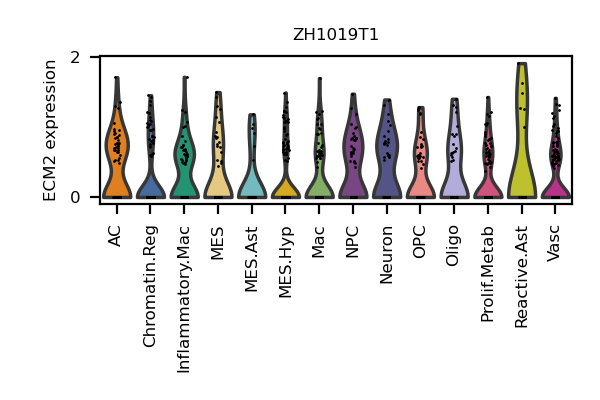 ZH1019T1
ECM2 expression
2
0
AC
Chromatin.Reg
Inflammatory.Mac
MES
MES.Ast
MES.Hyp
Mac
NPC
Neuron
OPC
Oligo
Prolif.Metab
Reactive.Ast
Vasc